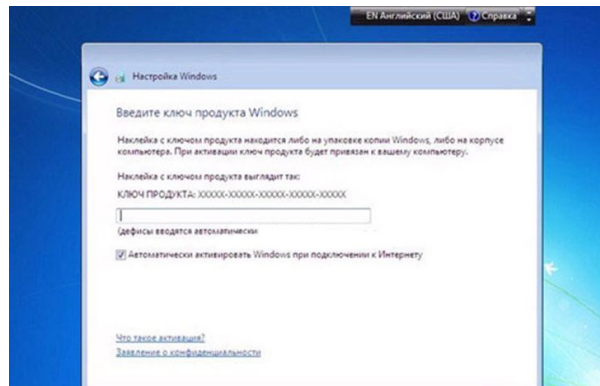 EN Английский (США) ? Справка
Настройка Windows
Введите ключ продукта Windows
Наклейка с ключом продукта находится либо на упаковке копии Windows, либо на корпусе
компьютера. При активации ключ продукта будет привязан к вашему компьютеру.
Наклейка с ключом продукта выглядит так:
КЛЮЧ ПРОДУКТА: XXXXX-XXXXX-XXXXX-XXXXX-XXXXX
(дефисы вводятся автоматически
Автоматически активировать Windows при подключении к Интернету
Что такое активация?
Заявление о конфиденциальности